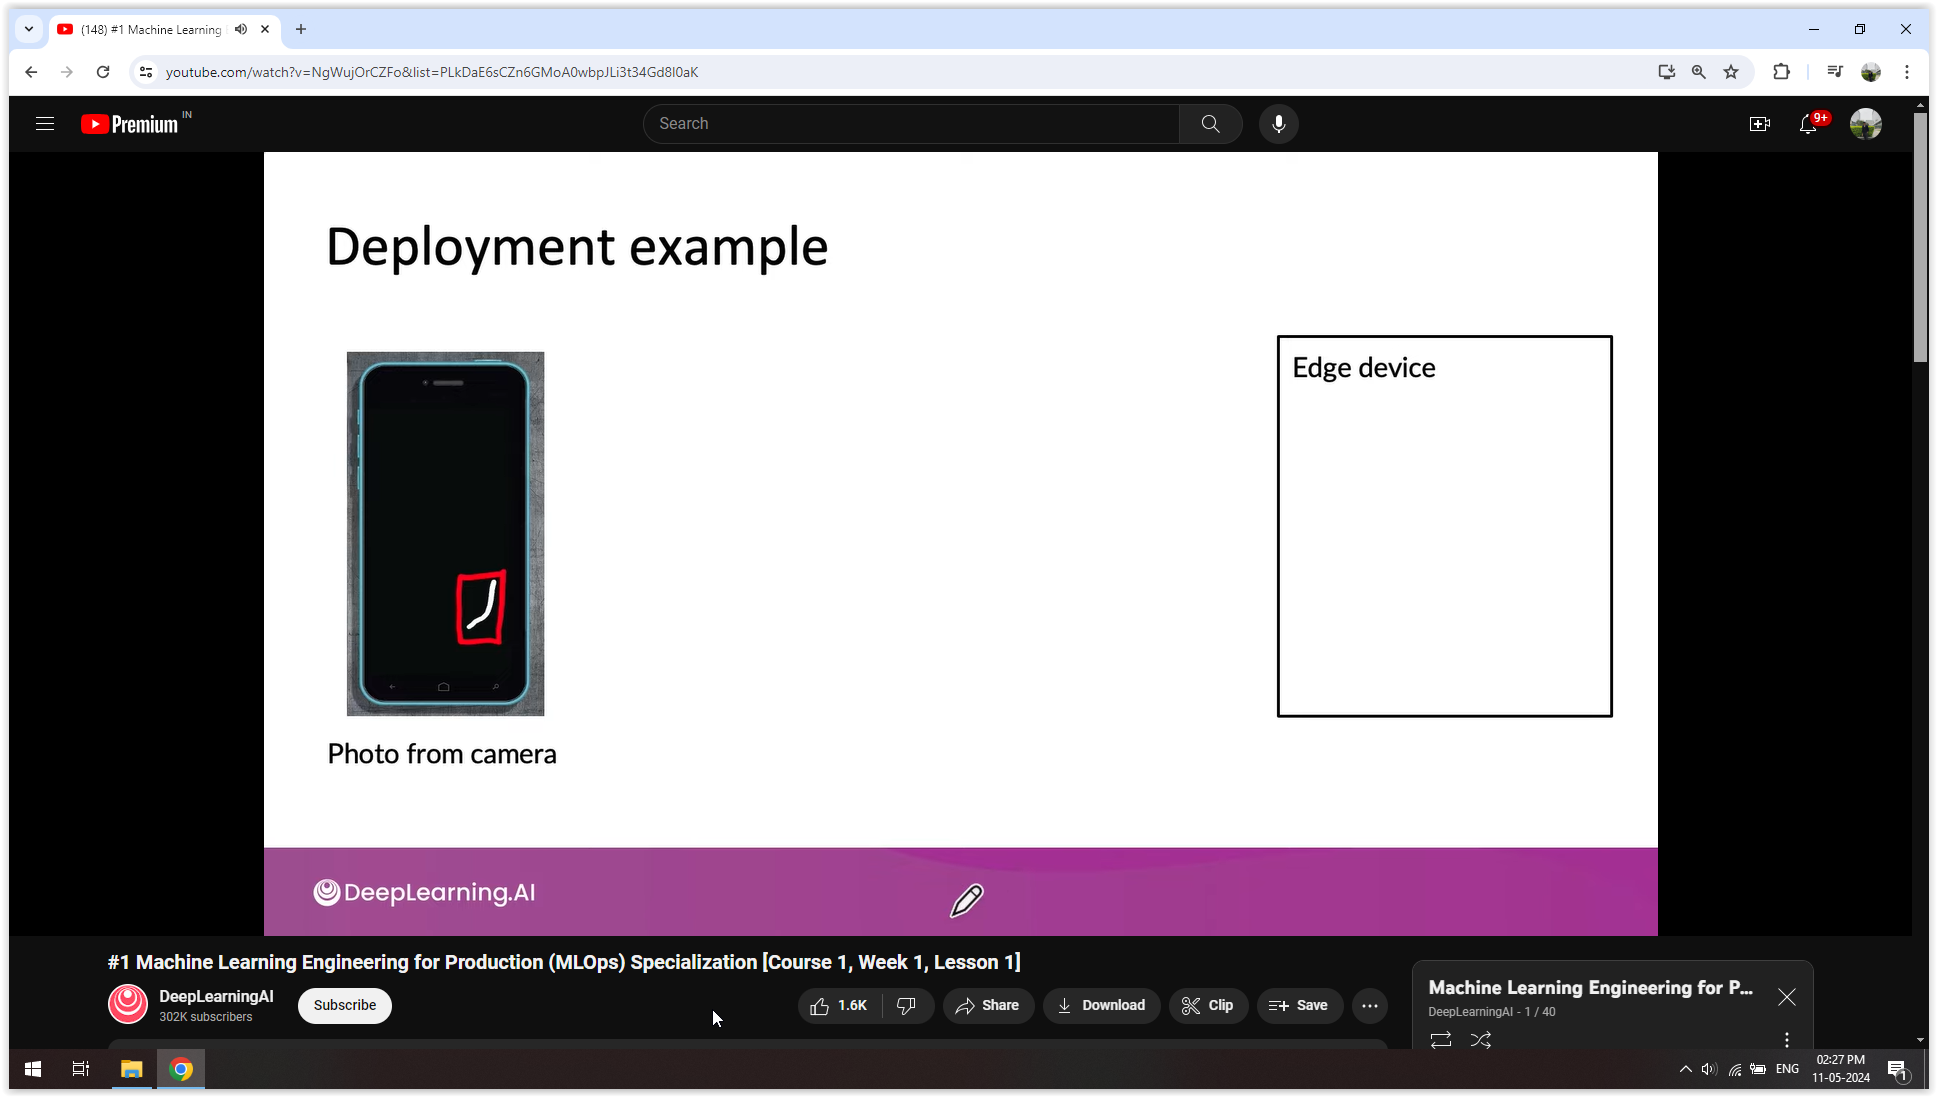 (148) #1 Machine Learning
youtube.com/watch?v=NgWujOrCZFo&list=PLkDaE6sCZn6GMoA0wbpJLi3t34Gd8l0aK
Premium IN
Search
9+
Deployment example
Edge device
Photo from camera
DeepLearning.AI
#1 Machine Learning Engineering for Production (MLOps) Specialization [Course 1, Week 1, Lesson 1]
DeepLearningAI
302K subscribers
Subscribe
1.6K
Share
Download
Clip
Save
Machine Learning Engineering for P...
DeepLearningAI - 1 / 40
ENG
02:27 PM
11-05-2024
1